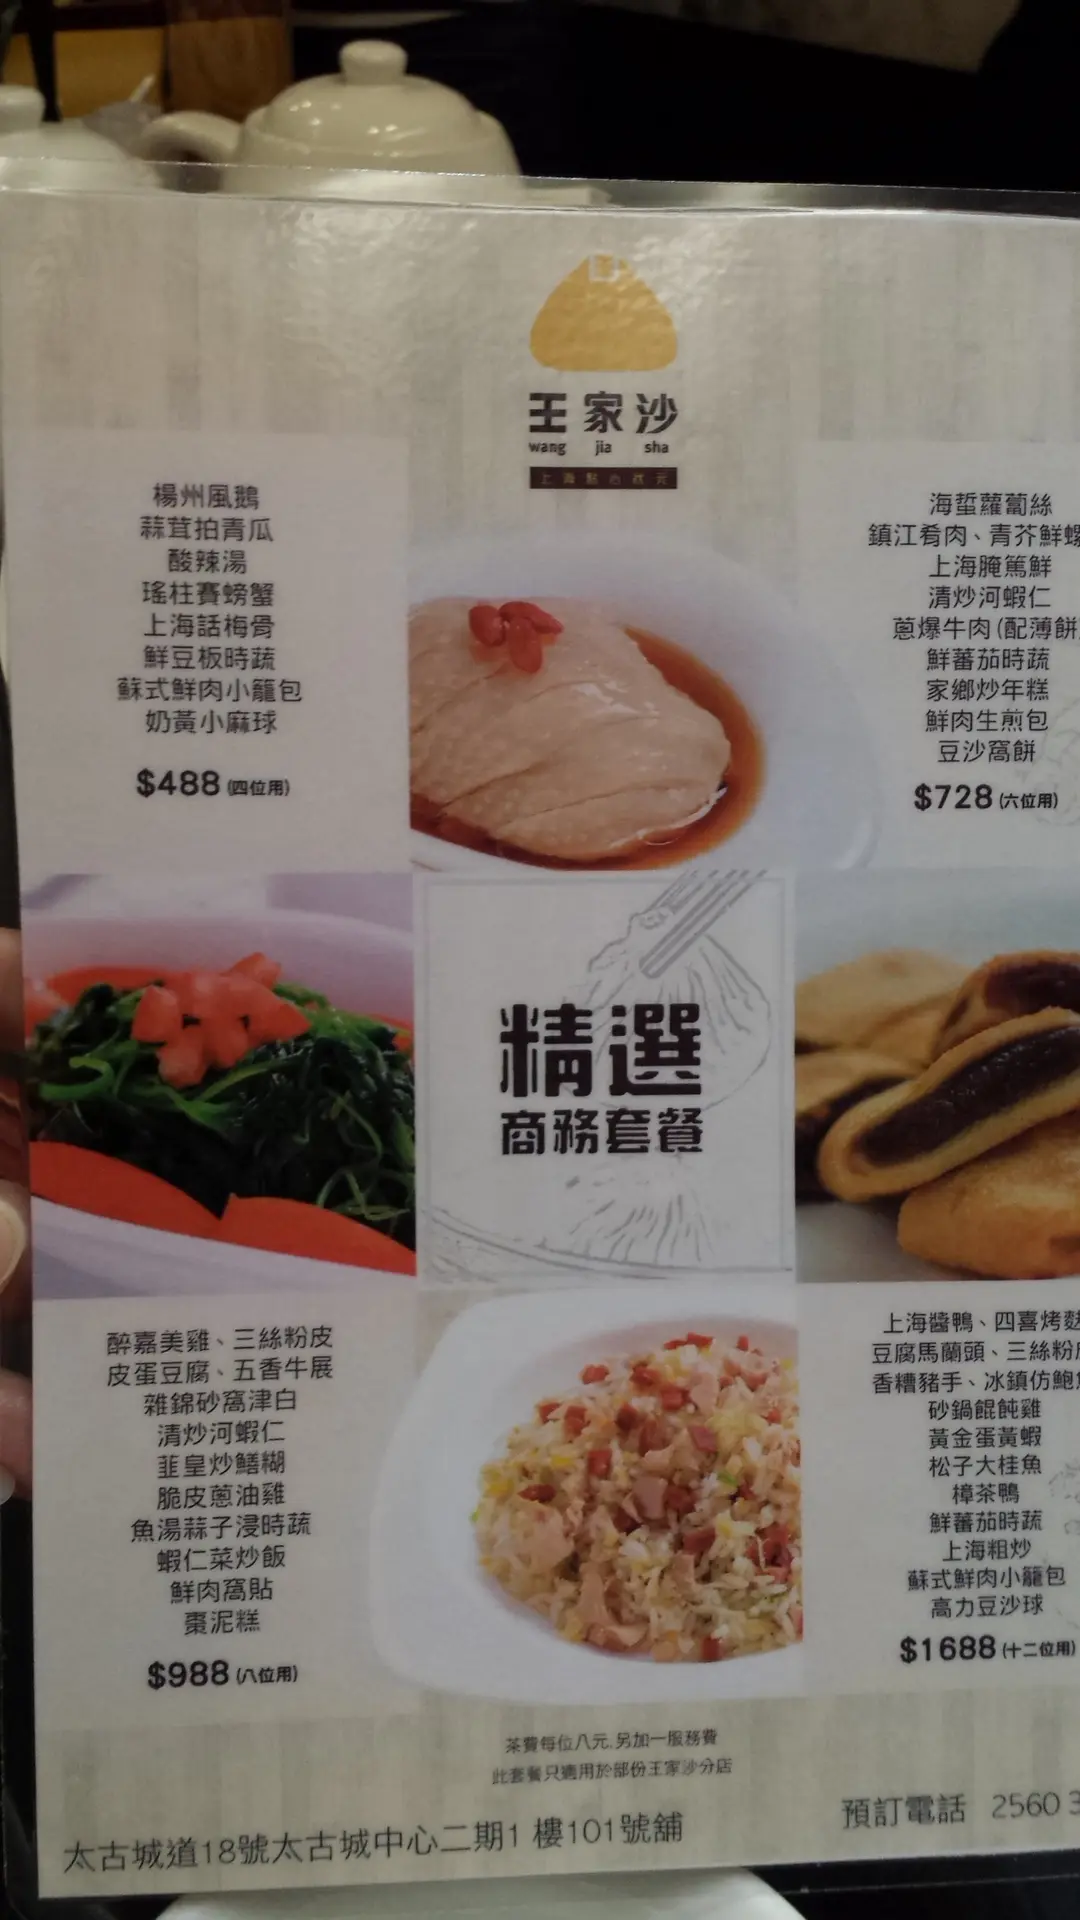 王家沙
wang jia sha
上海點心狀元
楊州風鵝
蒜茸拍青瓜
酸辣湯
瑤柱賽螃蟹
上海話梅骨
鮮豆板時蔬
蘇式鮮肉小籠包
奶黃小麻球
$488 (四位用)
海蜇蘿蔔絲
鎮江肴肉、青芥鮮螺
上海腌篤鮮
清炒河蝦仁
蔥爆牛肉(配薄餅)
鮮蕃茄時蔬
家鄉炒年糕
鮮肉生煎包
豆沙窩餅
$728 (六位用)
精選
商務套餐
醉嘉美雞、三絲粉皮
皮蛋豆腐、五香牛展
雜錦砂窩津白
清炒河蝦仁
韮皇炒鱔糊
脆皮蔥油雞
魚湯蒜子浸時蔬
蝦仁菜炒飯
鮮肉窩貼
棗泥糕
$988 (八位用)
上海醬鴨、四喜烤麩
豆腐馬蘭頭、三絲粉皮
香糟豬手、冰鎮仿鮑魚
砂鍋餛飩雞
黃金蛋黃蝦
松子大桂魚
樟茶鴨
鮮蕃茄時蔬
上海粗炒
蘇式鮮肉小籠包
高力豆沙球
$1688 (十二位用)
茶費每位八元,另加一服務費
此套餐只適用於部份王家沙分店
預訂電話 2560 3
太古城道18號太古城中心二期1 樓101號舖